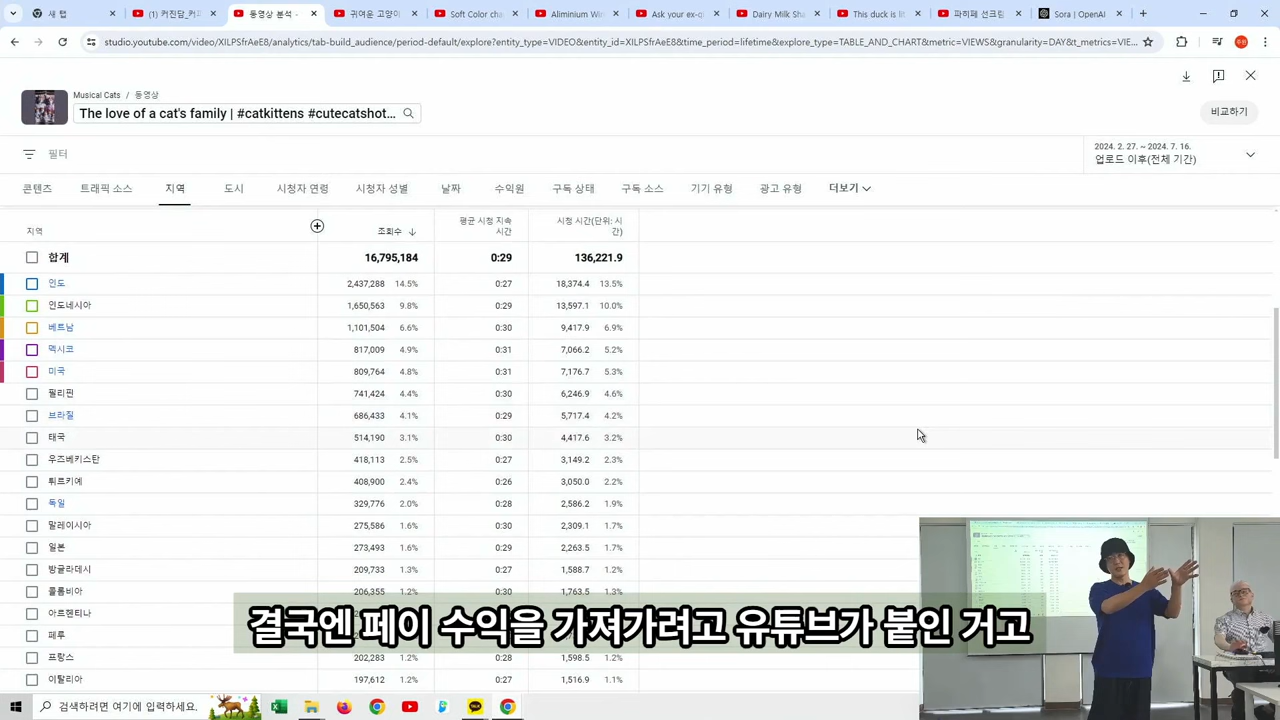 새 탭
(1) 커져만_커ㅈ
동영상 분석 -
귀여운 고양이
Soft Color cha
Aliminium Wir
Ask your ex-qu
Dairy Milk Sha
This duck is lit
파히페 선크림
Sora | OpenAI
studio.youtube.com/video/XILPSfrAeE8/analytics/tab-build_audience/period-default/explore?entity_type=VIDEO&entity_id=XILPSfrAeE8&time_period=lifetime&explore_type=TABLE_AND_CHART&metric=VIEWS&granularity=DAY&t_metrics=VIE...
Musical Cats / 동영상
The love of a cat's family | #catkittens #cutecatshot...
비교하기
필터
2024. 2. 27. ~ 2024. 7. 16.
업로드 이후(전체 기간)
콘텐츠 트래픽 소스 지역 도시 시청자 연령 시청자 성별 날짜 수익원 구독 상태 구독 소스 기기 유형 광고 유형 더보기
지역 조회수 평균 시청 지속 시간 시청 시간(단위: 시간)
합계 16,795,184 0:29 136,221.9
인도 2,437,288 14.5% 0:27 18,374.4 13.5%
인도네시아 1,650,563 9.8% 0:29 13,597.1 10.0%
베트남 1,101,504 6.6% 0:30 9,417.9 6.9%
멕시코 817,009 4.9% 0:31 7,066.2 5.2%
미국 809,764 4.8% 0:31 7,176.7 5.3%
필리핀 741,424 4.4% 0:30 6,246.9 4.6%
브라질 686,433 4.1% 0:29 5,717.4 4.2%
태국 514,190 3.1% 0:30 4,417.6 3.2%
우즈베키스탄 418,113 2.5% 0:27 3,149.2 2.3%
튀르키예 408,900 2.4% 0:26 3,050.0 2.2%
독일 329,776 2.0% 0:28 2,586.2 1.9%
말레이시아 275,586 1.6% 0:30 2,309.1 1.7%
일본 273,493 1.6% 0:29 2,263.5 1.7%
방글라데시 209,733 1.3% 0:27 1,588.7 1.2%
콜롬비아 206,355 1.2% 0:30 1,763.5 1.3%
아르헨티나
페루
결국엔 페이 수익을 가져가려고 유튜브가 붙인 거고
프랑스 202,283 1.2% 0:28 1,598.5 1.2%
이탈리아 197,612 1.2% 0:27 1,516.9 1.1%
검색하려면 여기에 입력하세요.